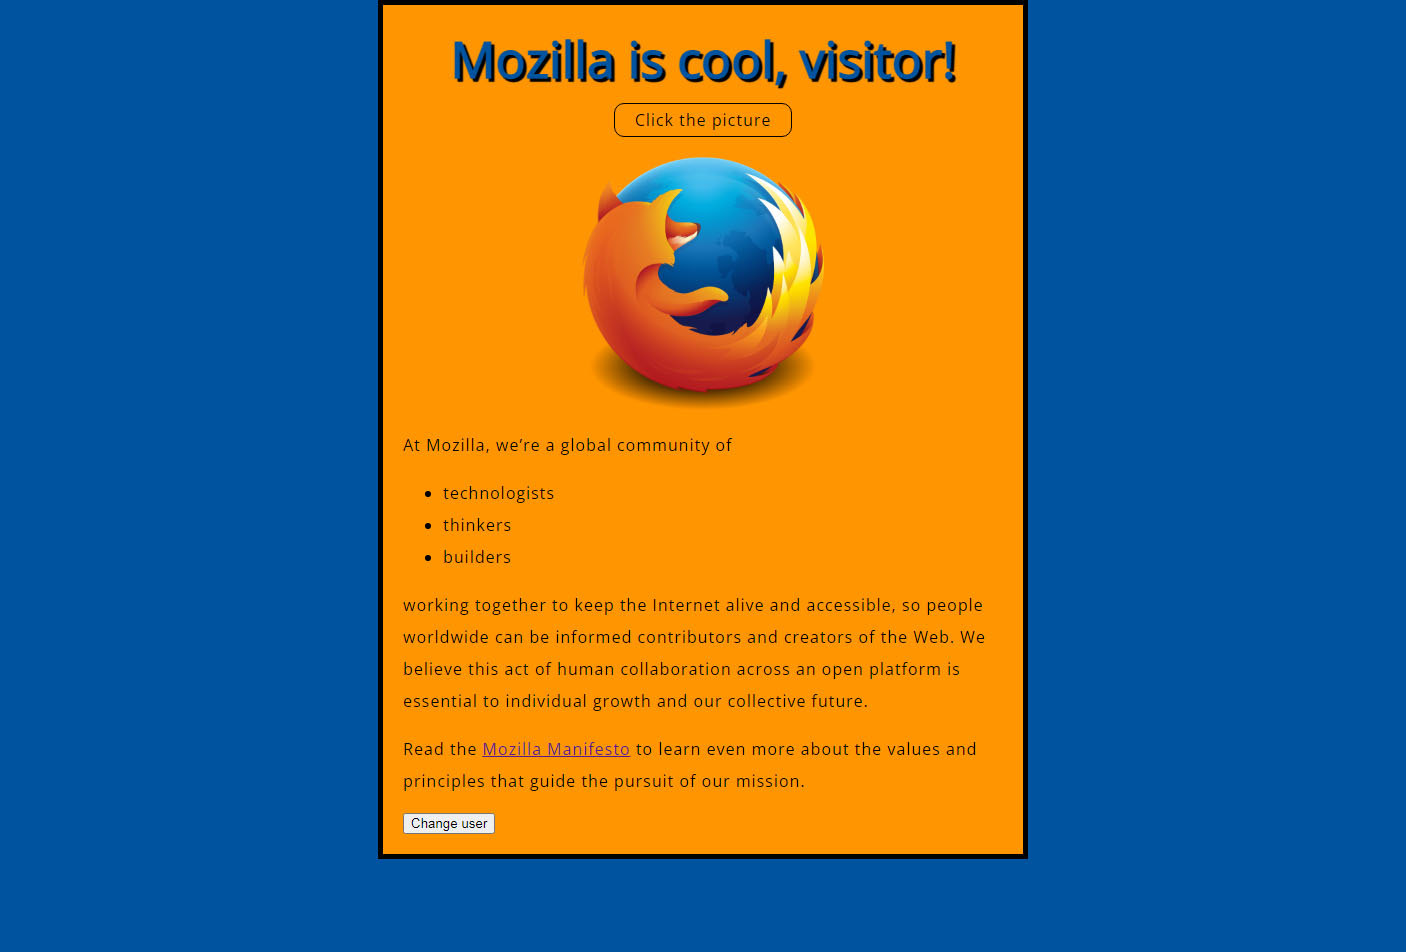 Mozilla is cool, visitor!
Click the picture
At Mozilla, we’re a global community of
technologists
thinkers
builders
working together to keep the Internet alive and accessible, so people
worldwide can be informed contributors and creators of the Web. We
believe this act of human collaboration across an open platform is
essential to individual growth and our collective future.
Read the Mozilla Manifesto to learn even more about the values and
principles that guide the pursuit of our mission.
Change user